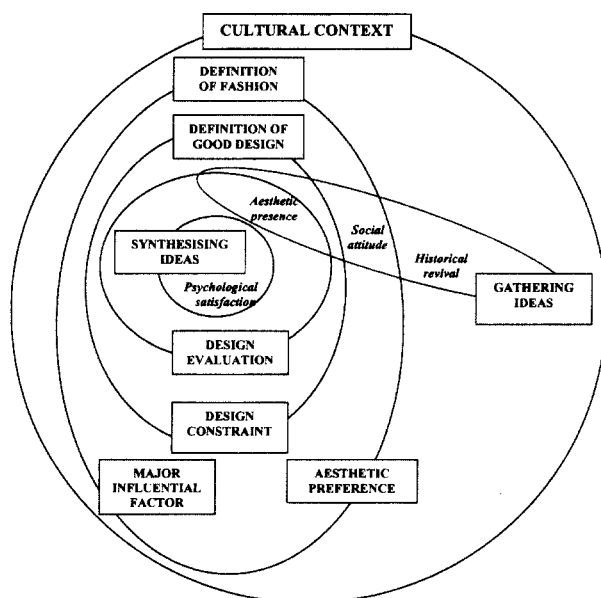 CULTURAL CONTEXT
DEFINITION
OF FASHION
DEFINITION OF
GOOD DESIGN
Aesthetic
presence
Social
attitude
SYNTHESISING
IDEAS
Historical
revival
Psychological
satisfaction
GATHERING
IDEAS
DESIGN
EVALUATION
DESIGN
CONSTRAINT
MAJOR
INFLUENTIAL
FACTOR
AESTHETIC
PREFERENCE